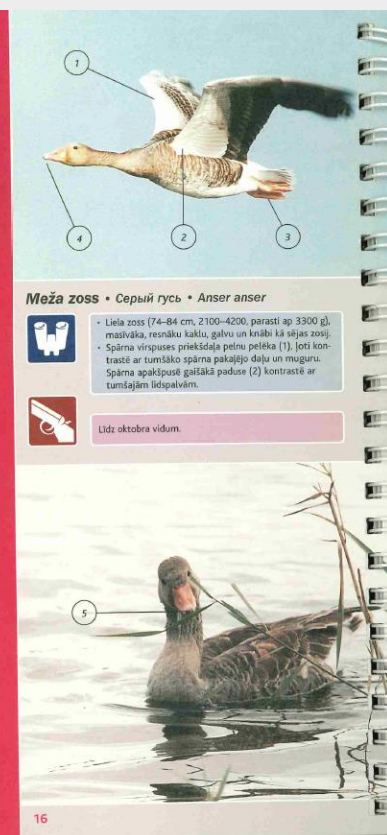 1
4
2
3
Meža zoss • Серый гусь • Anser anser
• Liela zoss (74–84 cm, 2100–4200, parasti ap 3300 g),
masīvāka, resnāku kaklu, galvu un knābi kā sējas zosij.
• Spārna virspuses priekšdaļa pelnu pelēka (1), ļoti kon-
trastē ar tumšāko spārna pakaļējo daļu un muguru.
Spārna apakšpusē gaišākā paduse (2) kontrastē ar
tumšajām lidspalvām.
Līdz oktobra vidum.
5
16